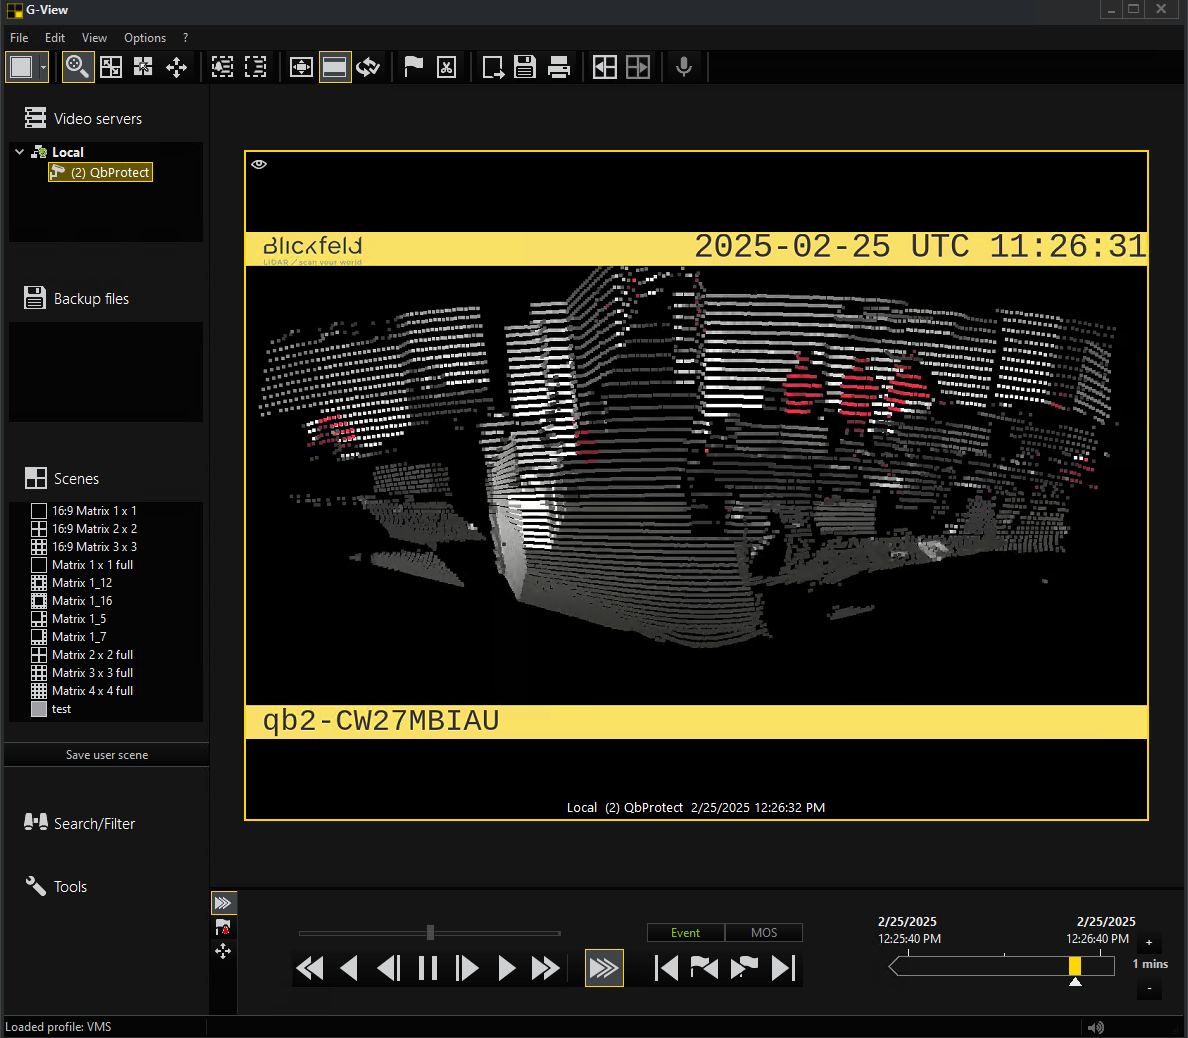 G-View
File Edit View Options ?
Video servers
Local
(2) QbProtect
Backup files
Scenes
16:9 Matrix 1 x 1
16:9 Matrix 2 x 2
16:9 Matrix 3 x 3
Matrix 1 x 1 full
Matrix 1_12
Matrix 1_16
Matrix 1_5
Matrix 1_7
Matrix 2 x 2 full
Matrix 3 x 3 full
Matrix 4 x 4 full
test
Save user scene
Search/Filter
Tools
Blickfeld
LiDAR / scan your world
2025-02-25 UTC 11:26:31
qb2-CW27MBIAU
Local (2) QbProtect 2/25/2025 12:26:32 PM
Event MOS
2/25/2025 2/25/2025
12:25:40 PM 12:26:40 PM
+
1 mins
-
Loaded profile: VMS